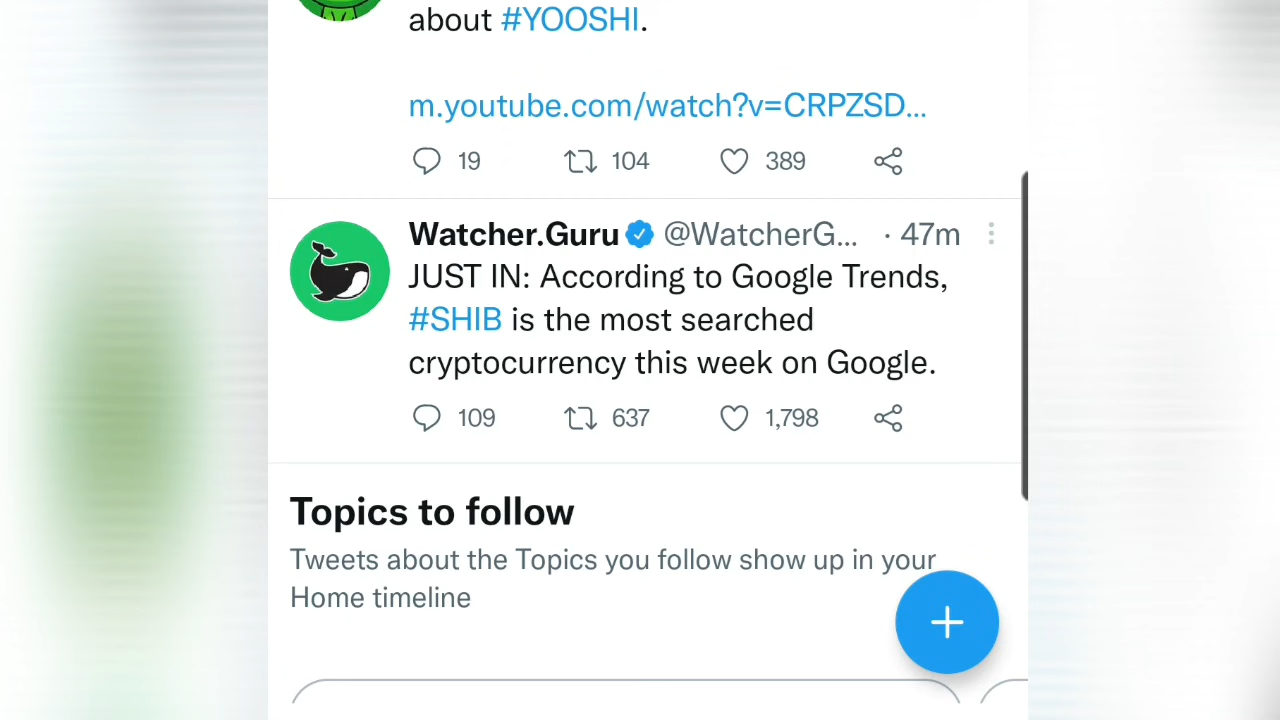 about #YOOSHI.
m.youtube.com/watch?v=CRPZSD...
19 104 389
Watcher.Guru @WatcherG... · 47m
JUST IN: According to Google Trends,
#SHIB is the most searched
cryptocurrency this week on Google.
109 637 1,798
Topics to follow
Tweets about the Topics you follow show up in your
Home timeline